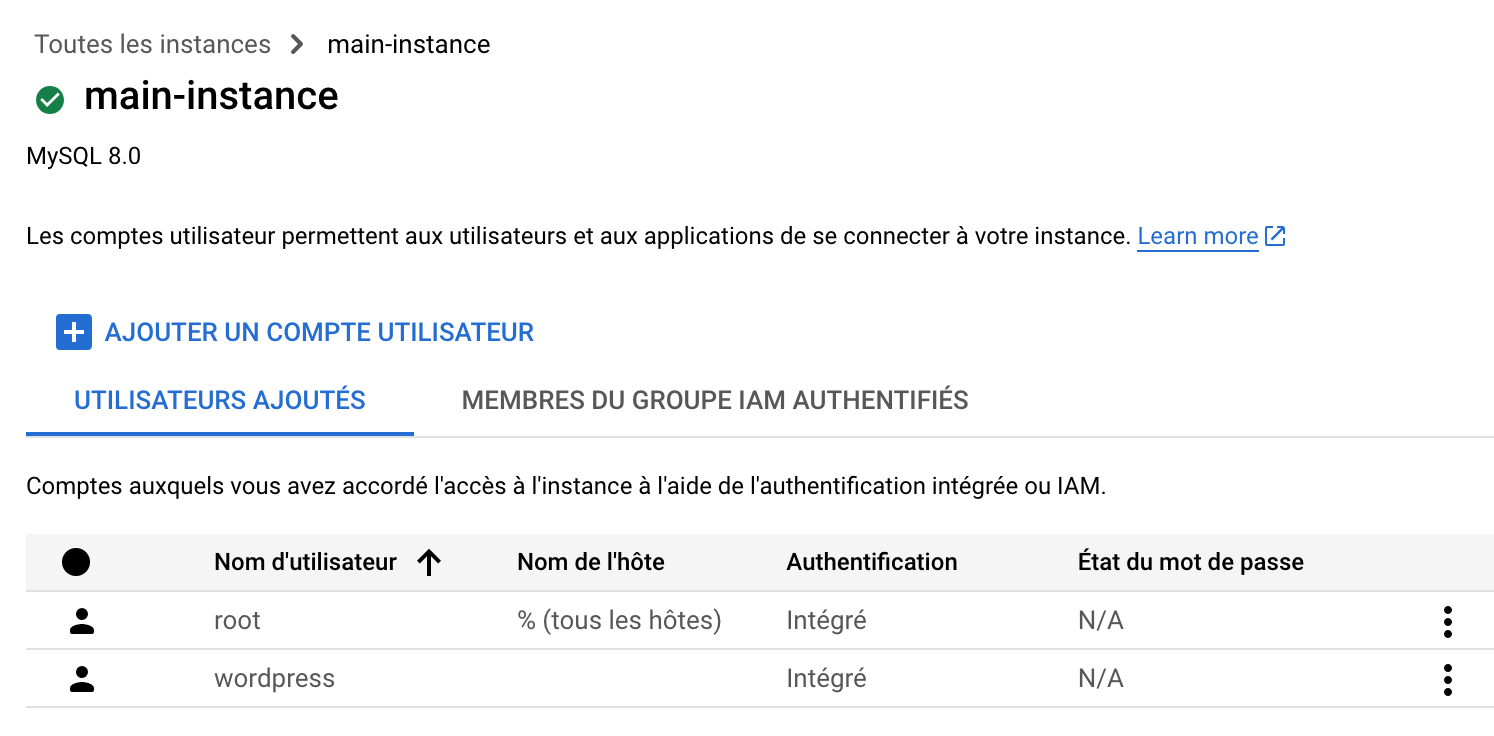 Toutes les instances > main-instance
main-instance
MySQL 8.0
Les comptes utilisateur permettent aux utilisateurs et aux applications de se connecter à votre instance. Learn more
AJOUTER UN COMPTE UTILISATEUR
UTILISATEURS AJOUTÉS MEMBRES DU GROUPE IAM AUTHENTIFIÉS
Comptes auxquels vous avez accordé l'accès à l'instance à l'aide de l'authentification intégrée ou IAM.
Nom d'utilisateur Nom de l'hôte Authentification État du mot de passe
root % (tous les hôtes) Intégré N/A
wordpress Intégré N/A